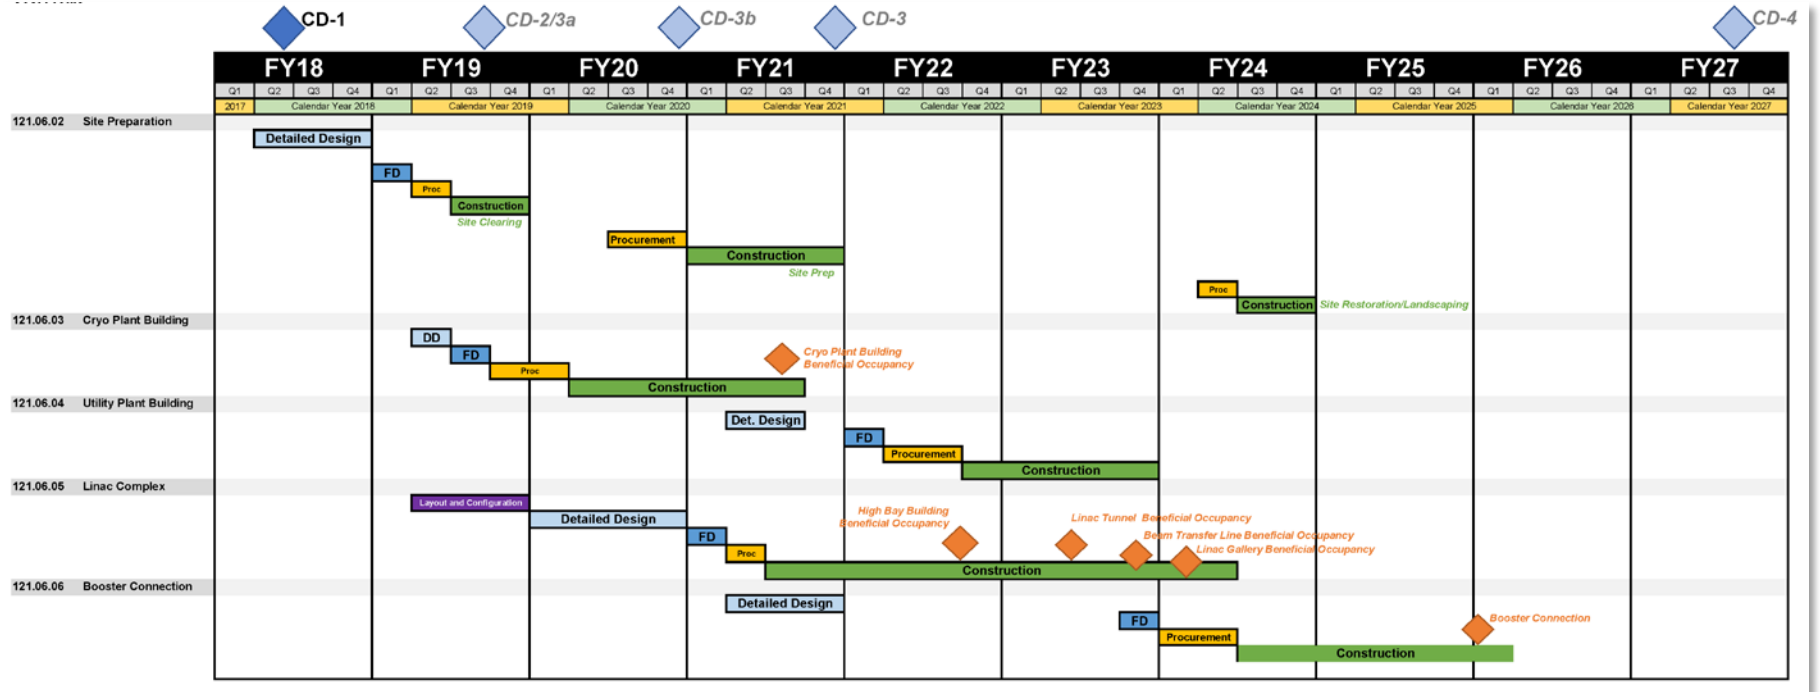 CD-1 CD-2/3a CD-3b CD-3 CD-4
FY18 FY19 FY20 FY21 FY22 FY23 FY24 FY25 FY26 FY27
Q1 Q2 Q3 Q4 Q1 Q2 Q3 Q4 Q1 Q2 Q3 Q4 Q1 Q2 Q3 Q4 Q1 Q2 Q3 Q4 Q1 Q2 Q3 Q4 Q1 Q2 Q3 Q4 Q1 Q2 Q3 Q4 Q1 Q2 Q3 Q4 Q1 Q2 Q3 Q4
2017 Calendar Year 2018 Calendar Year 2019 Calendar Year 2020 Calendar Year 2021 Calendar Year 2022 Calendar Year 2023 Calendar Year 2024 Calendar Year 2025 Calendar Year 2026 Calendar Year 2027
121.06.02 Site Preparation
Detailed Design
FD
Proc
Construction
Site Clearing
Procurement
Construction
Site Prep
Proc
Construction Site Restoration/Landscaping
121.06.03 Cryo Plant Building
DD
FD
Cryo Plant Building
Beneficial Occupancy
Proc
Construction
121.06.04 Utility Plant Building
Det. Design
FD
Procurement
Construction
121.06.05 Linac Complex
Layout and Configuration
Detailed Design
High Bay Building
Beneficial Occupancy
Linac Tunnel Beneficial Occupancy
FD
Beam Transfer Line Beneficial Occupancy
Proc
Linac Gallery Beneficial Occupancy
Construction
121.06.06 Booster Connection
Detailed Design
FD
Booster Connection
Procurement
Construction